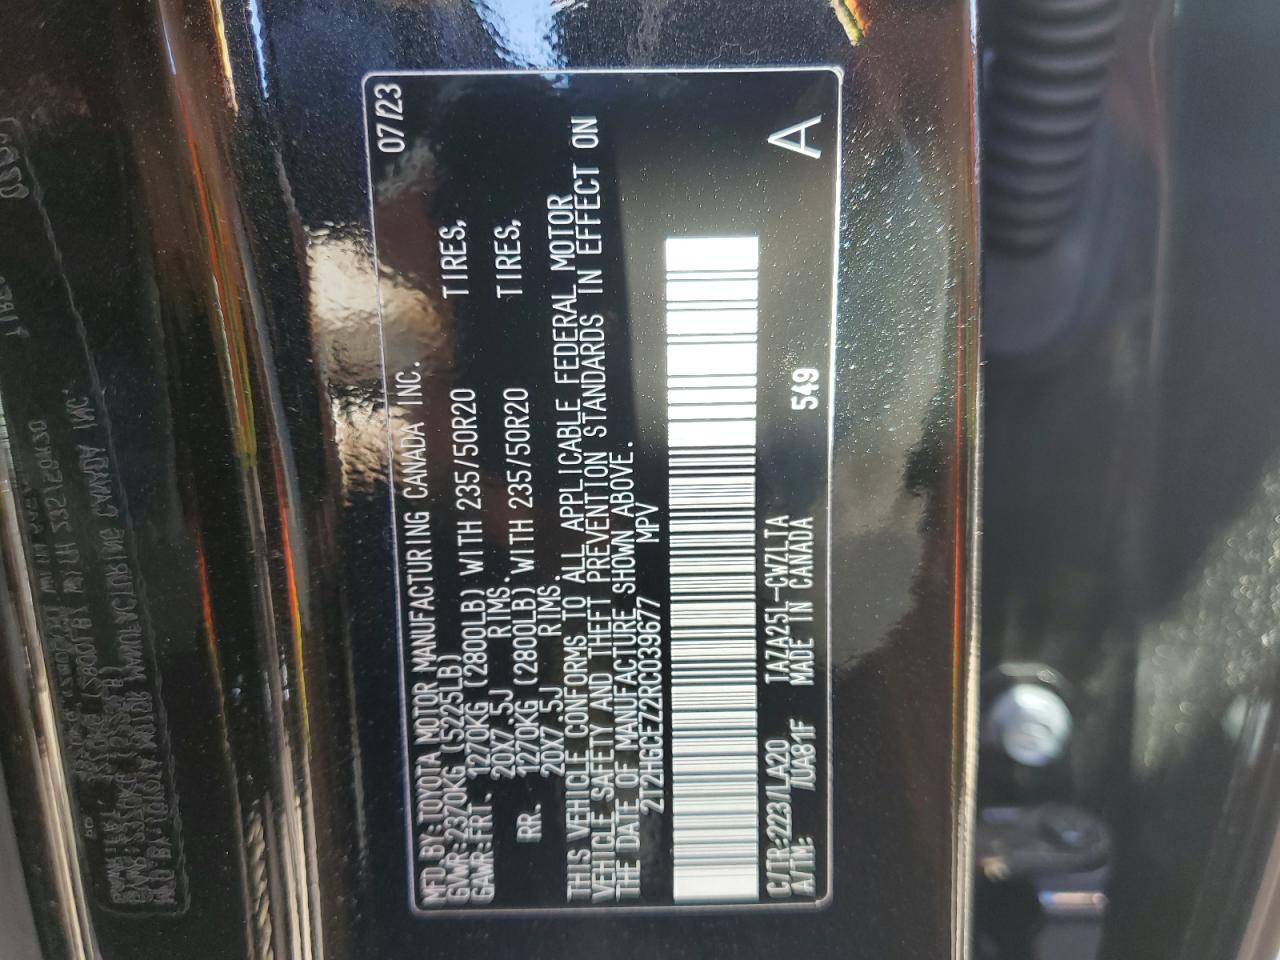 07/23
MFD BY:TOYOTA MOTOR MANUFACTURING CANADA INC.
GVWR:2370KG (5225LB)
GAWR:FRT. 1270KG (2800LB) WITH 235/50R20 TIRES,
20X7.5J RIMS.
RR. 1270KG (2800LB) WITH 235/50R20 TIRES,
20X7.5J RIMS.
THIS VEHICLE CONFORMS TO ALL APPLICABLE FEDERAL MOTOR
VEHICLE SAFETY AND THEFT PREVENTION STANDARDS IN EFFECT ON
THE DATE OF MANUFACTURE SHOWN ABOVE.
2T2HGCEZ2RC039677 MPV
C/TR:223/LA20 TAZA25L-CWZLTA
A/TM: /UA81F MADE IN CANADA 549 A